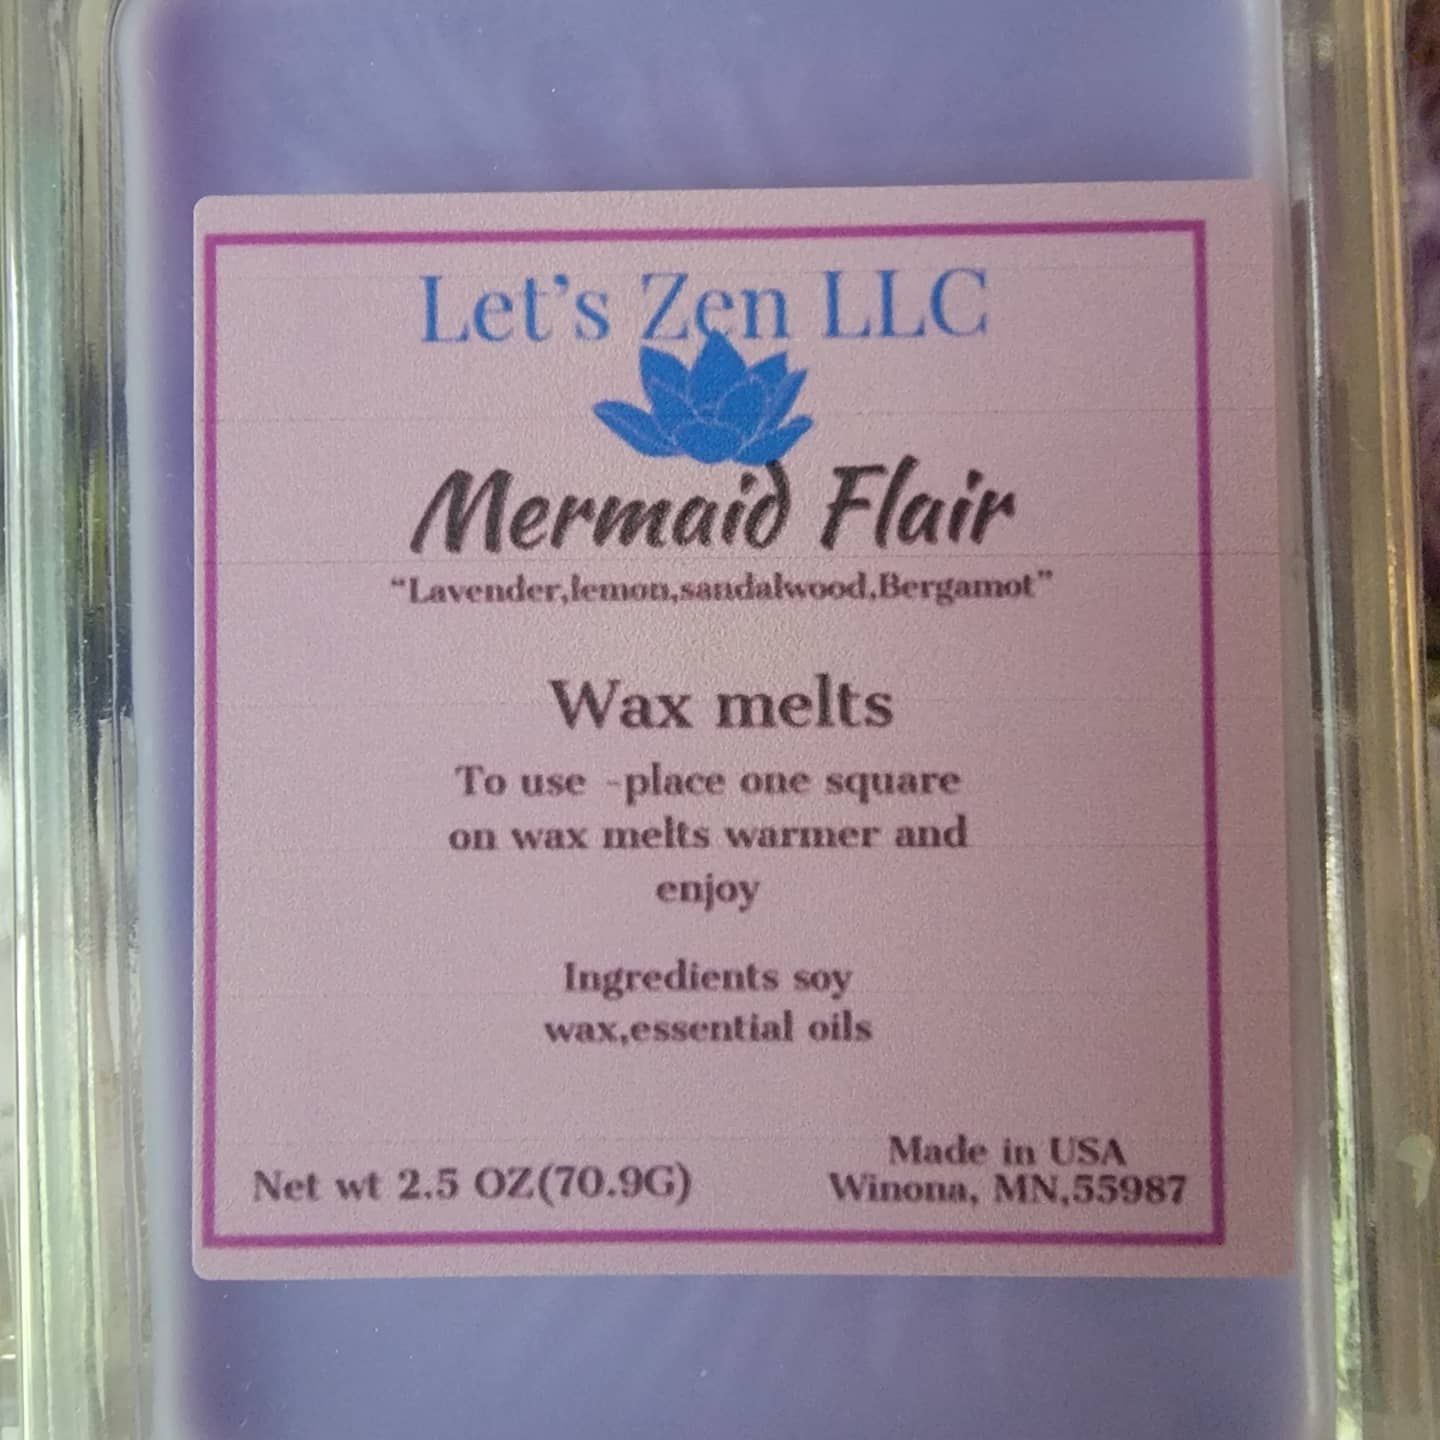 Let's Zen LLC
Mermaid Flair
"Lavender,lemon,sandalwood,Bergamot"
Wax melts
To use -place one square
on wax melts warmer and
enjoy
Ingredients soy
wax,essential oils
Net wt 2.5 OZ(70.9G)
Made in USA
Winona, MN,55987